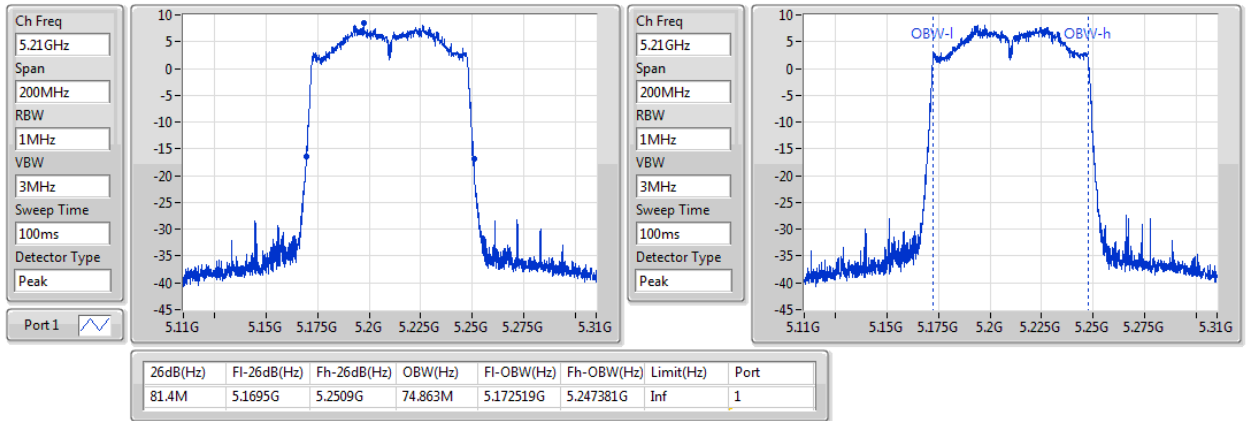 Ch Freq
5.21GHz
Span
200MHz
RBW
1MHz
VBW
3MHz
Sweep Time
100ms
Detector Type
Peak
Port 1
10
5
0
-5
-10
-15
-20
-25
-30
-35
-40
-45
5.11G 5.15G 5.175G 5.2G 5.225G 5.25G 5.275G 5.31G
Ch Freq
5.21GHz
Span
200MHz
RBW
1MHz
VBW
3MHz
Sweep Time
100ms
Detector Type
Peak
10
5
0
-5
-10
-15
-20
-25
-30
-35
-40
-45
OBW-l OBW-h
5.11G 5.15G 5.175G 5.2G 5.225G 5.25G 5.275G 5.31G
26dB(Hz) Fl-26dB(Hz) Fh-26dB(Hz) OBW(Hz) Fl-OBW(Hz) Fh-OBW(Hz) Limit(Hz) Port
81.4M 5.1695G 5.2509G 74.863M 5.172519G 5.247381G Inf 1